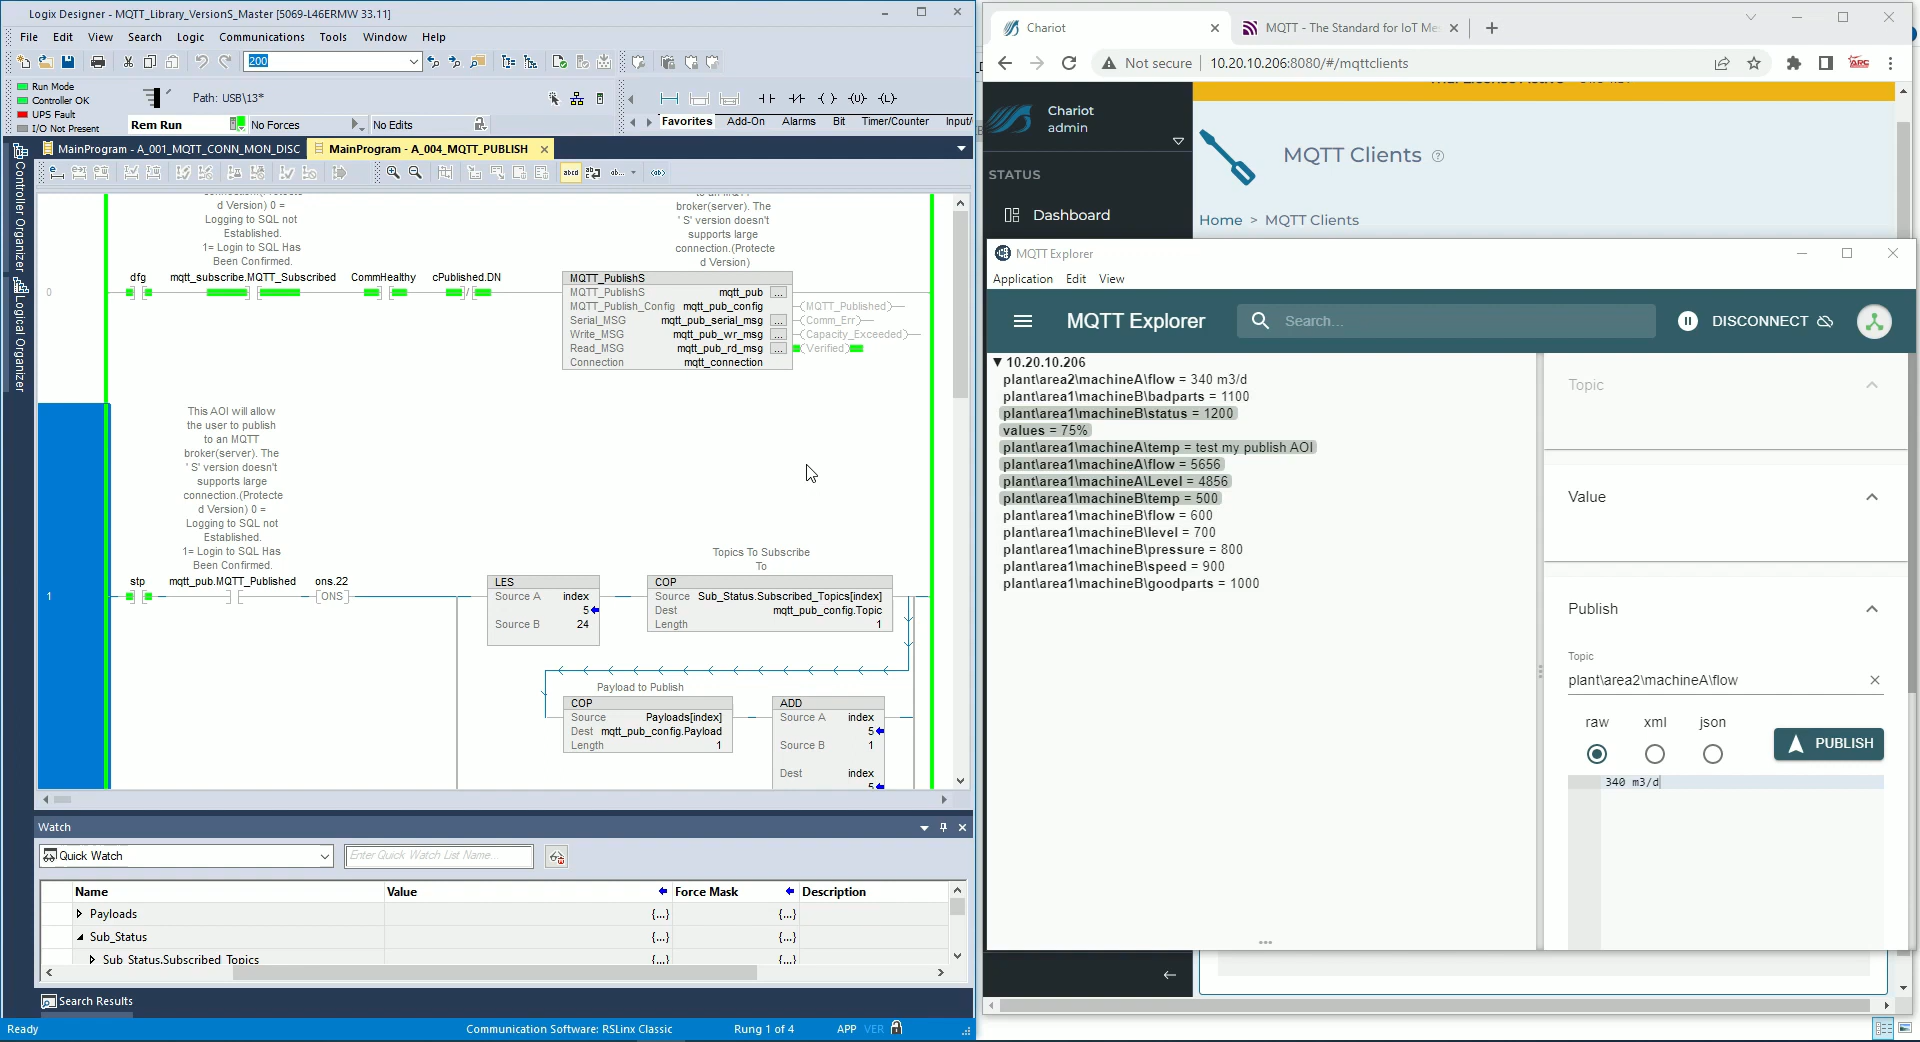 Logix Designer - MQTT_Library_VersionS_Master [5069-L46ERMW 33.11]
File Edit View Search Logic Communications Tools Window Help
200
Run Mode
Controller OK
UPS Fault
I/O Not Present
Path: USB\13*
Rem Run
No Forces
No Edits
Favorites Add-On Alarms Bit Timer/Counter Input/
MainProgram - A_001_MQTT_CONN_MON_DISC
MainProgram - A_004_MQTT_PUBLISH
Controller Organizer
Logical Organizer
d Version) 0 =
Logging to SQL not
Established.
1= Login to SQL Has
Been Confirmed.
broker(server). The
' S' version doesn't
supports large
connection.(Protecte
d Version)
dfg
mqtt_subscribe.MQTT_Subscribed
CommHealthy
cPublished.DN
0
MQTT_PublishS
MQTT_PublishS mqtt_pub ...
MQTT_Publish_Config mqtt_pub_config (MQTT_Published)
Serial_MSG mqtt_pub_serial_msg ... (Comm_Err)
Write_MSG mqtt_pub_wr_msg ... (Capacity_Exceeded)
Read_MSG mqtt_pub_rd_msg ... (Verified)
Connection mqtt_connection
This AOI will allow
the user to publish
to an MQTT
broker(server). The
' S' version doesn't
supports large
connection.(Protecte
d Version) 0 =
Logging to SQL not
Established.
1= Login to SQL Has
Been Confirmed.
stp
mqtt_pub.MQTT_Published
ons.22
ONS
1
LES
Source A index
5
Source B 24
Topics To Subscribe
To
COP
Source Sub_Status.Subscribed_Topics[index]
Dest mqtt_pub_config.Topic
Length 1
Payload to Publish
COP
Source Payloads[index]
Dest mqtt_pub_config.Payload
Length 1
ADD
Source A index
5
Source B 1
Dest index
5
Watch
Quick Watch
Enter Quick Watch List Name...
Name Value Force Mask Description
Payloads {...} {...}
Sub_Status {...} {...}
Sub_Status.Subscribed_Topics {...} {...}
Search Results
Ready
Communication Software: RSLinx Classic
Rung 1 of 4
APP VER
Chariot
MQTT - The Standard for IoT Me
Not secure
10.20.10.206:8080/#/mqttclients
ARC
Chariot
admin
STATUS
Dashboard
MQTT Clients
Home > MQTT Clients
MQTT Explorer
Application Edit View
MQTT Explorer
Search...
DISCONNECT
10.20.10.206
plant\area2\machineA\flow = 340 m3/d
plant\area1\machineB\badparts = 1100
plant\area1\machineB\status = 1200
values = 75%
plant\area1\machineA\temp = test my publish AOI
plant\area1\machineA\flow = 5656
plant\area1\machineA\Level = 4856
plant\area1\machineB\temp = 500
plant\area1\machineB\flow = 600
plant\area1\machineB\level = 700
plant\area1\machineB\pressure = 800
plant\area1\machineB\speed = 900
plant\area1\machineB\goodparts = 1000
Topic
Value
Publish
Topic
plant\area2\machineA\flow
raw xml json
PUBLISH
340 m3/d